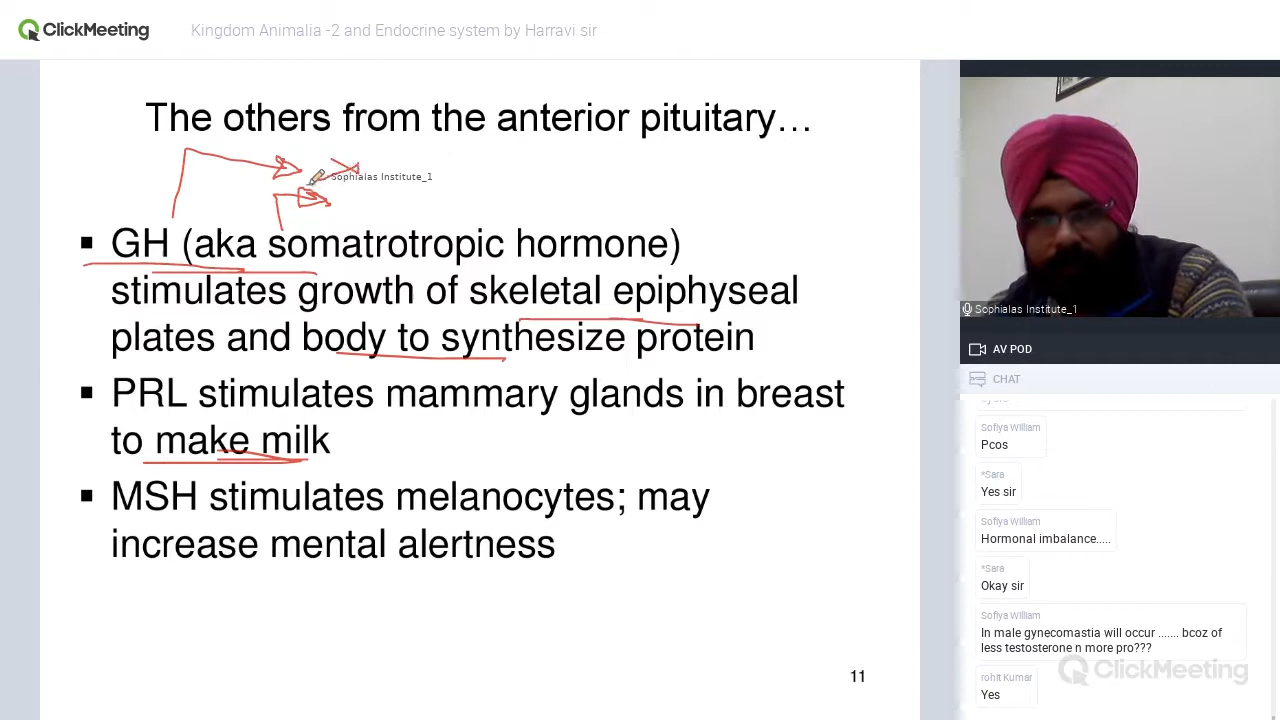 ClickMeeting
Kingdom Animalia -2 and Endocrine system by Harravi sir
The others from the anterior pituitary…
Sophialas Institute_1
▪ GH (aka somatrotropic hormone)
stimulates growth of skeletal epiphyseal
plates and body to synthesize protein
▪ PRL stimulates mammary glands in breast
to make milk
▪ MSH stimulates melanocytes; may
increase mental alertness
11
Sophialas Institute_1
AV POD
CHAT
Sofiya William
Pcos
*Sara
Yes sir
Sofiya William
Hormonal imbalance.....
*Sara
Okay sir
Sofiya William
In male gynecomastia will occur ....... bcoz of
less testosterone n more pro???
ClickMeeting
rohit Kumar
Yes